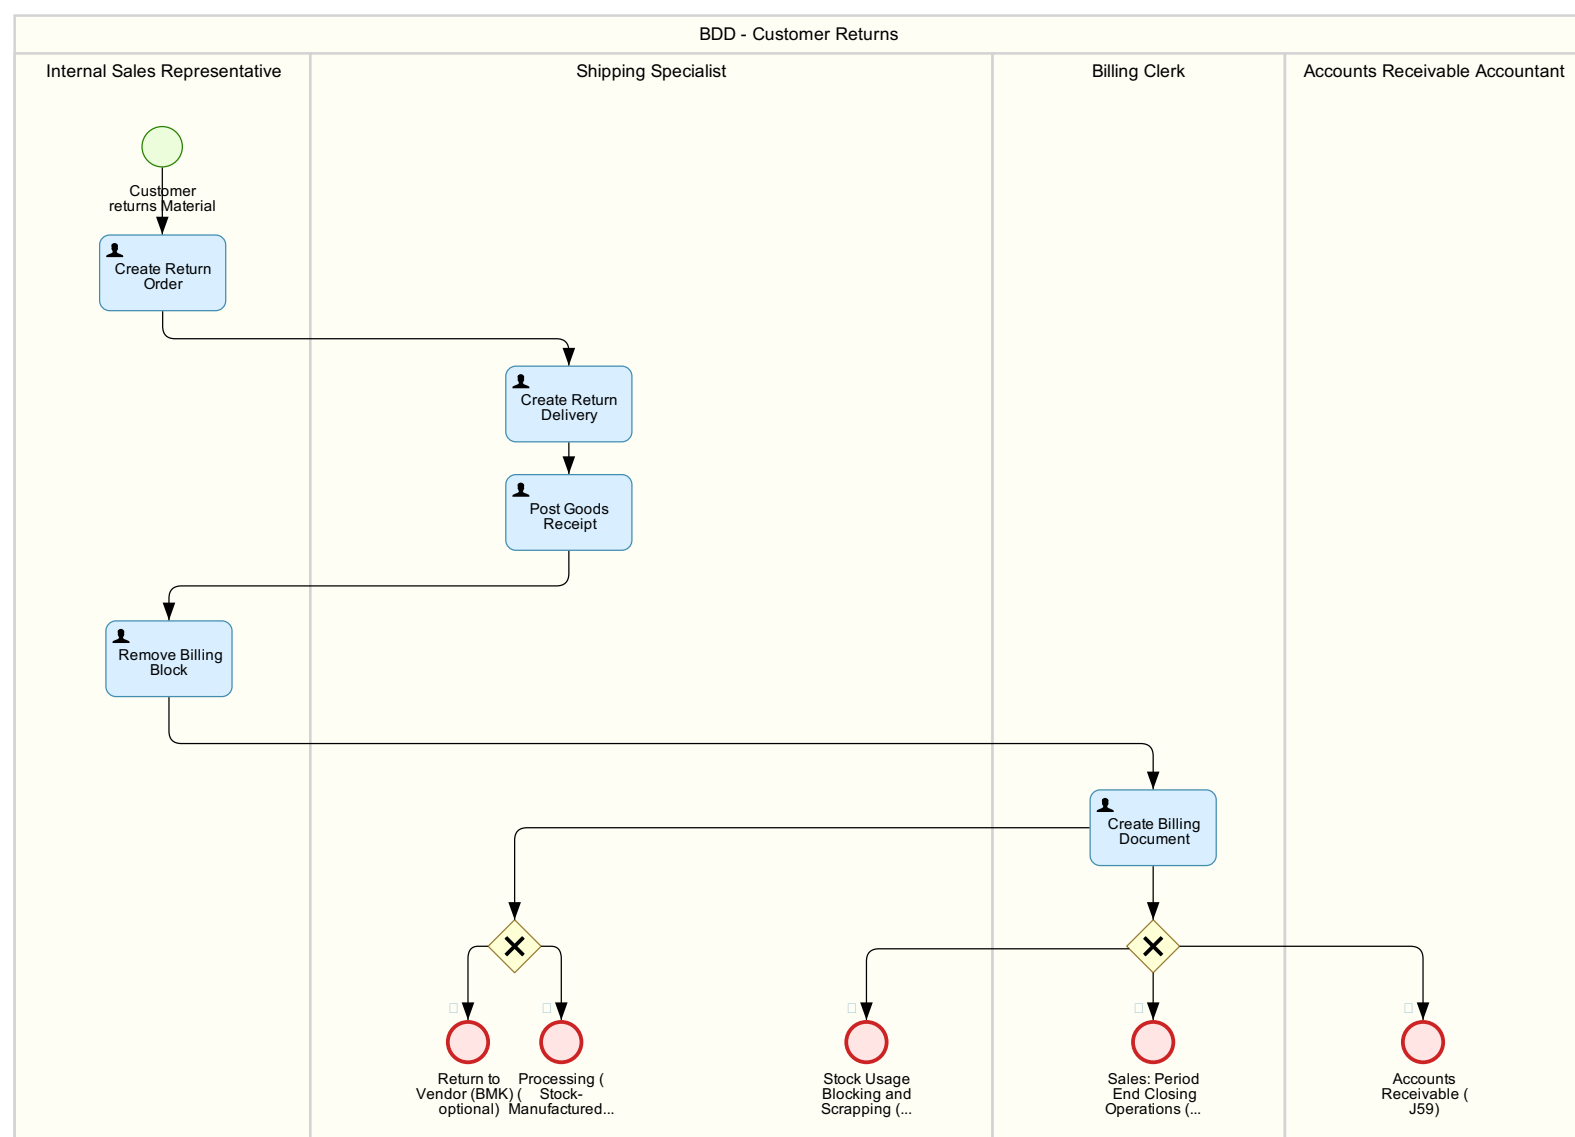 BDD - Customer Returns
Internal Sales Representative
Shipping Specialist
Billing Clerk
Accounts Receivable Accountant
Customer
returns Material
Create Return
Order
Create Return
Delivery
Post Goods
Receipt
Remove Billing
Block
Create Billing
Document
Return to
Vendor (BMK) (
optional)
Processing (
Stock-
Manufactured...
Stock Usage
Blocking and
Scrapping (...
Sales: Period
End Closing
Operations (...
Accounts
Receivable (
J59)